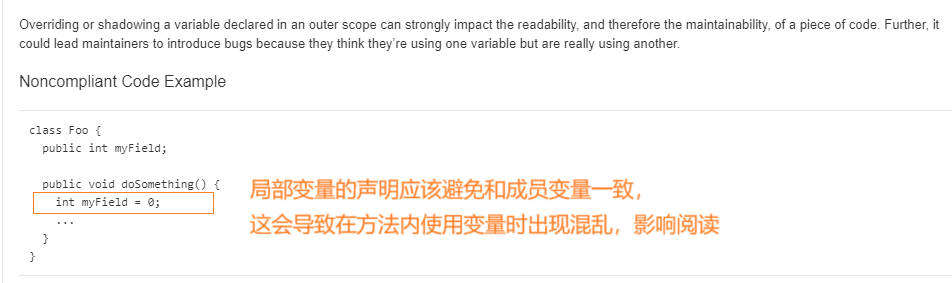 Overriding or shadowing a variable declared in an outer scope can strongly impact the readability, and therefore the maintainability, of a piece of code. Further, it
could lead maintainers to introduce bugs because they think they're using one variable but are really using another.
Noncompliant Code Example
class Foo {
public int myField;
public void doSomething() {
int myField = 0;
...
}
}
局部变量的声明应该避免和成员变量一致，
这会导致在方法内使用变量时出现混乱，影响阅读